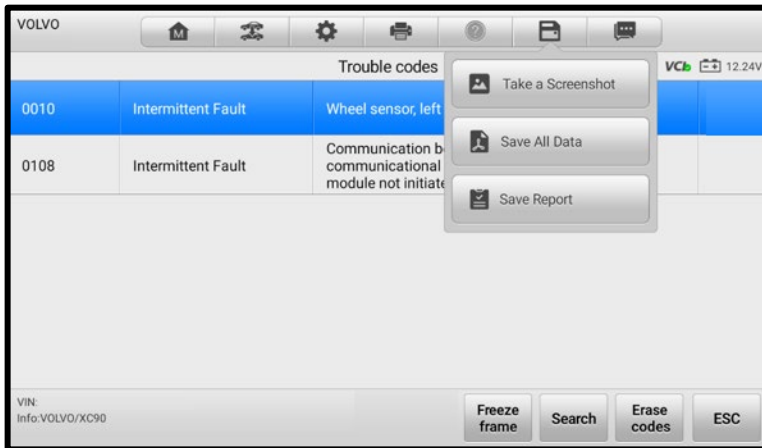 VOLVO
M
Trouble codes
VCI
12.24V
Take a Screenshot
0010
Intermittent Fault
Wheel sensor, left
Save All Data
0108
Intermittent Fault
Communication b
communicational
module not initiate
Save Report
VIN:
Info:VOLVO/XC90
Freeze
frame
Search
Erase
codes
ESC